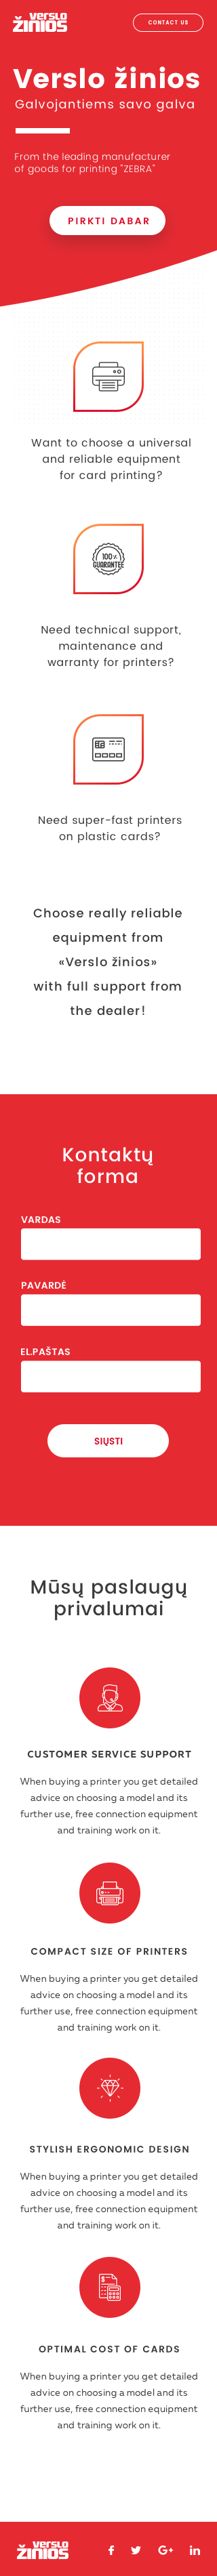 verslo
žinios
CONTACT US
Verslo žinios
Galvojantiems savo galva
From the leading manufacturer
of goods for printing "ZEBRA"
PIRKTI DABAR
Want to choose a universal
and reliable equipment
for card printing?
100%
GUARANTEE
Need technical support,
maintenance and
warranty for printers?
Need super-fast printers
on plastic cards?
Choose really reliable
equipment from
«Verslo žinios»
with full support from
the dealer!
Kontaktų
forma
VARDAS
PAVARDĖ
EL.PAŠTAS
SIŲSTI
Mūsų paslaugų
privalumai
CUSTOMER SERVICE SUPPORT
When buying a printer you get detailed
advice on choosing a model and its
further use, free connection equipment
and training work on it.
COMPACT SIZE OF PRINTERS
When buying a printer you get detailed
advice on choosing a model and its
further use, free connection equipment
and training work on it.
STYLISH ERGONOMIC DESIGN
When buying a printer you get detailed
advice on choosing a model and its
further use, free connection equipment
and training work on it.
OPTIMAL COST OF CARDS
When buying a printer you get detailed
advice on choosing a model and its
further use, free connection equipment
and training work on it.
verslo
žinios